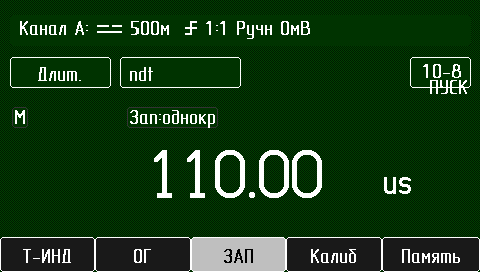 Канал А: 500м 1:1 Ручн 0мВ
Длит. ndt 10-8
ПУСК
М Зап:однокр
110.00 us
Т-ИНД ОГ ЗАП Калиб Память